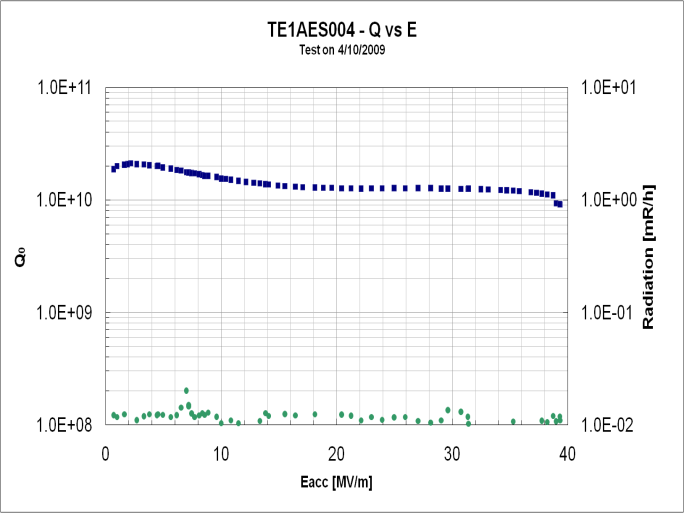 TE1AES004 - Q vs E
Test on 4/10/2009
1.0E+11 1.0E+01
1.0E+10 1.0E+00
1.0E+09 1.0E-01
1.0E+08 1.0E-02
Q0
Radiation [mR/h]
0 10 20 30 40
Eacc [MV/m]